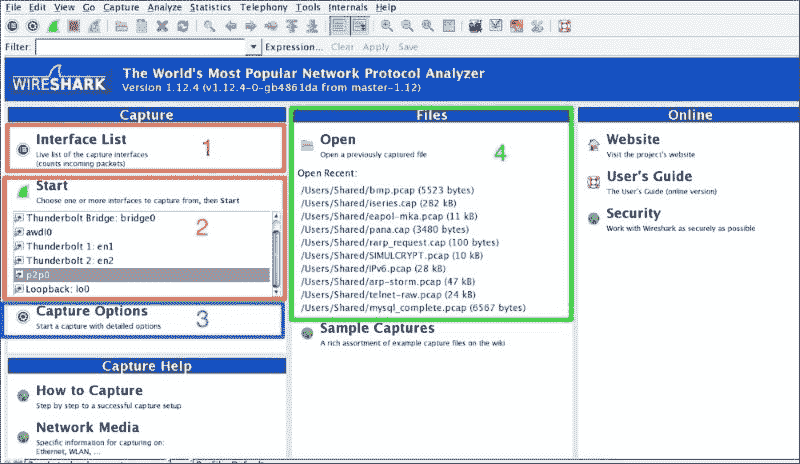 File Edit View Go Capture Analyze Statistics Telephony Tools Internals Help
Filter: Expression... Clear Apply Save
WIRESHARK
The World's Most Popular Network Protocol Analyzer
Version 1.12.4 (v1.12.4-0-gb4861da from master-1.12)
Capture
Interface List
Live list of the capture interfaces
(counts incoming packets)
1
Start
Choose one or more interfaces to capture from, then Start
2
Thunderbolt Bridge: bridge0
awdl0
Thunderbolt 1: en1
Thunderbolt 2: en2
p2p0
Loopback: lo0
Capture Options
Start a capture with detailed options
3
Capture Help
How to Capture
Step by step to a successful capture setup
Network Media
Specific information for capturing on:
Ethernet, WLAN, ...
Files
Open
Open a previously captured file
4
Open Recent:
/Users/Shared/bmp.pcap (5523 bytes)
/Users/Shared/iseries.cap (282 kB)
/Users/Shared/eapol-mka.pcap (11 kB)
/Users/Shared/pana.cap (3480 bytes)
/Users/Shared/rarp_request.cap (100 bytes)
/Users/Shared/SIMULCRYPT.pcap (10 kB)
/Users/Shared/IPv6.pcap (28 kB)
/Users/Shared/arp-storm.pcap (47 kB)
/Users/Shared/telnet-raw.pcap (24 kB)
/Users/Shared/mysql_complete.pcap (6567 bytes)
Sample Captures
A rich assortment of example capture files on the wiki
Online
Website
Visit the project's website
User's Guide
The User's Guide (online version)
Security
Work with Wireshark as securely as possible